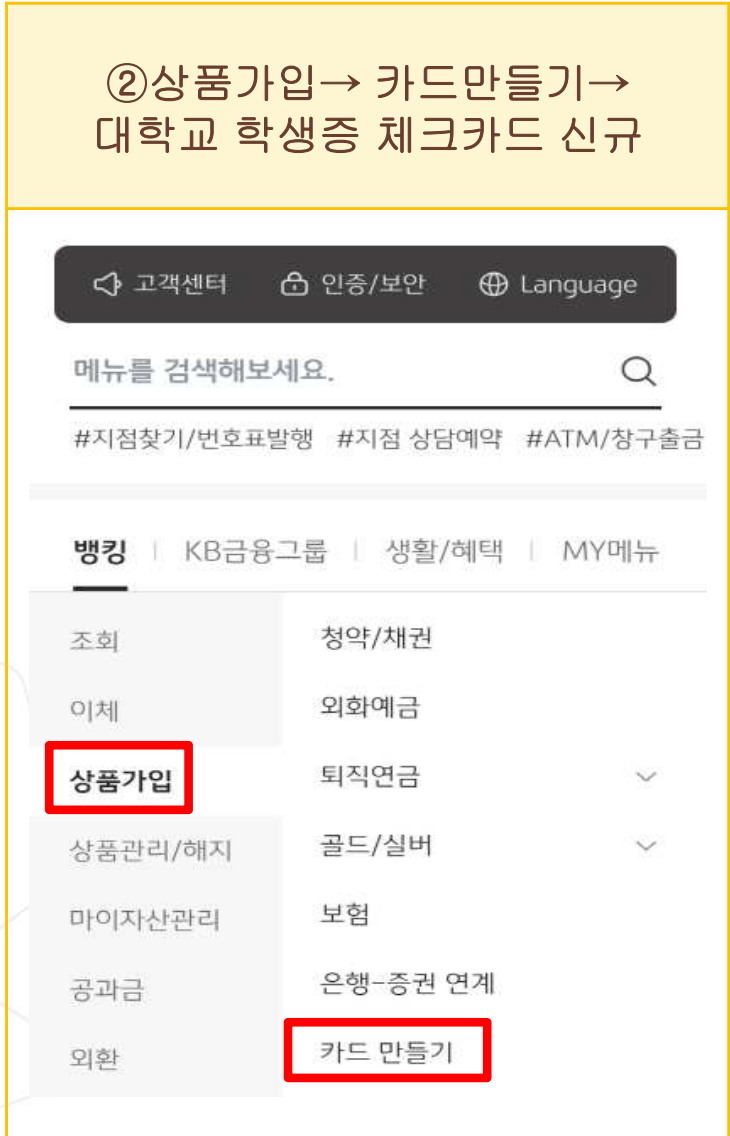 ②상품가입→ 카드만들기→
대학교 학생증 체크카드 신규
고객센터 인증/보안 Language
메뉴를 검색해보세요.
#지점찾기/번호표발행 #지점 상담예약 #ATM/창구출금
뱅킹 KB금융그룹 생활/혜택 MY메뉴
조회 청약/채권
이체 외화예금
상품가입 퇴직연금
상품관리/해지 골드/실버
마이자산관리 보험
공과금 은행-증권 연계
외환 카드 만들기